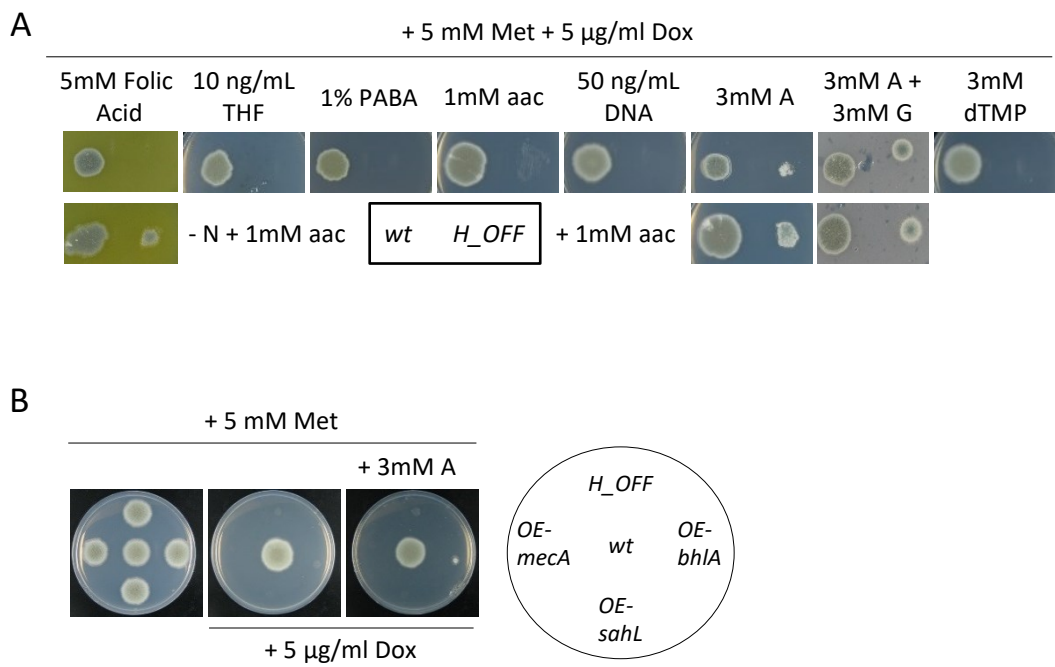 A
+ 5 mM Met + 5 µg/ml Dox
5mM Folic Acid
10 ng/mL THF
1% PABA
1mM aac
50 ng/mL DNA
3mM A
3mM A + 3mM G
3mM dTMP
- N + 1mM aac
wt H_OFF
+ 1mM aac
B
+ 5 mM Met
+ 3mM A
+ 5 µg/ml Dox
H_OFF
OE-mecA
wt
OE-bhlA
OE-sahL